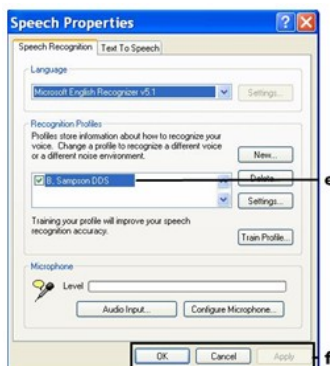 Speech Properties
Speech Recognition Text To Speech
Language
Microsoft English Recognizer v5.1 Settings...
Recognition Profiles
Profiles store information about how to recognize your
voice. Change a profile to recognize a different voice
or a different noise environment.
New...
Delete...
B. Sampson DDS
e
Settings...
Training your profile will improve your speech
recognition accuracy.
Train Profile...
Microphone
Level
Audio Input... Configure Microphone...
OK Cancel Apply
f